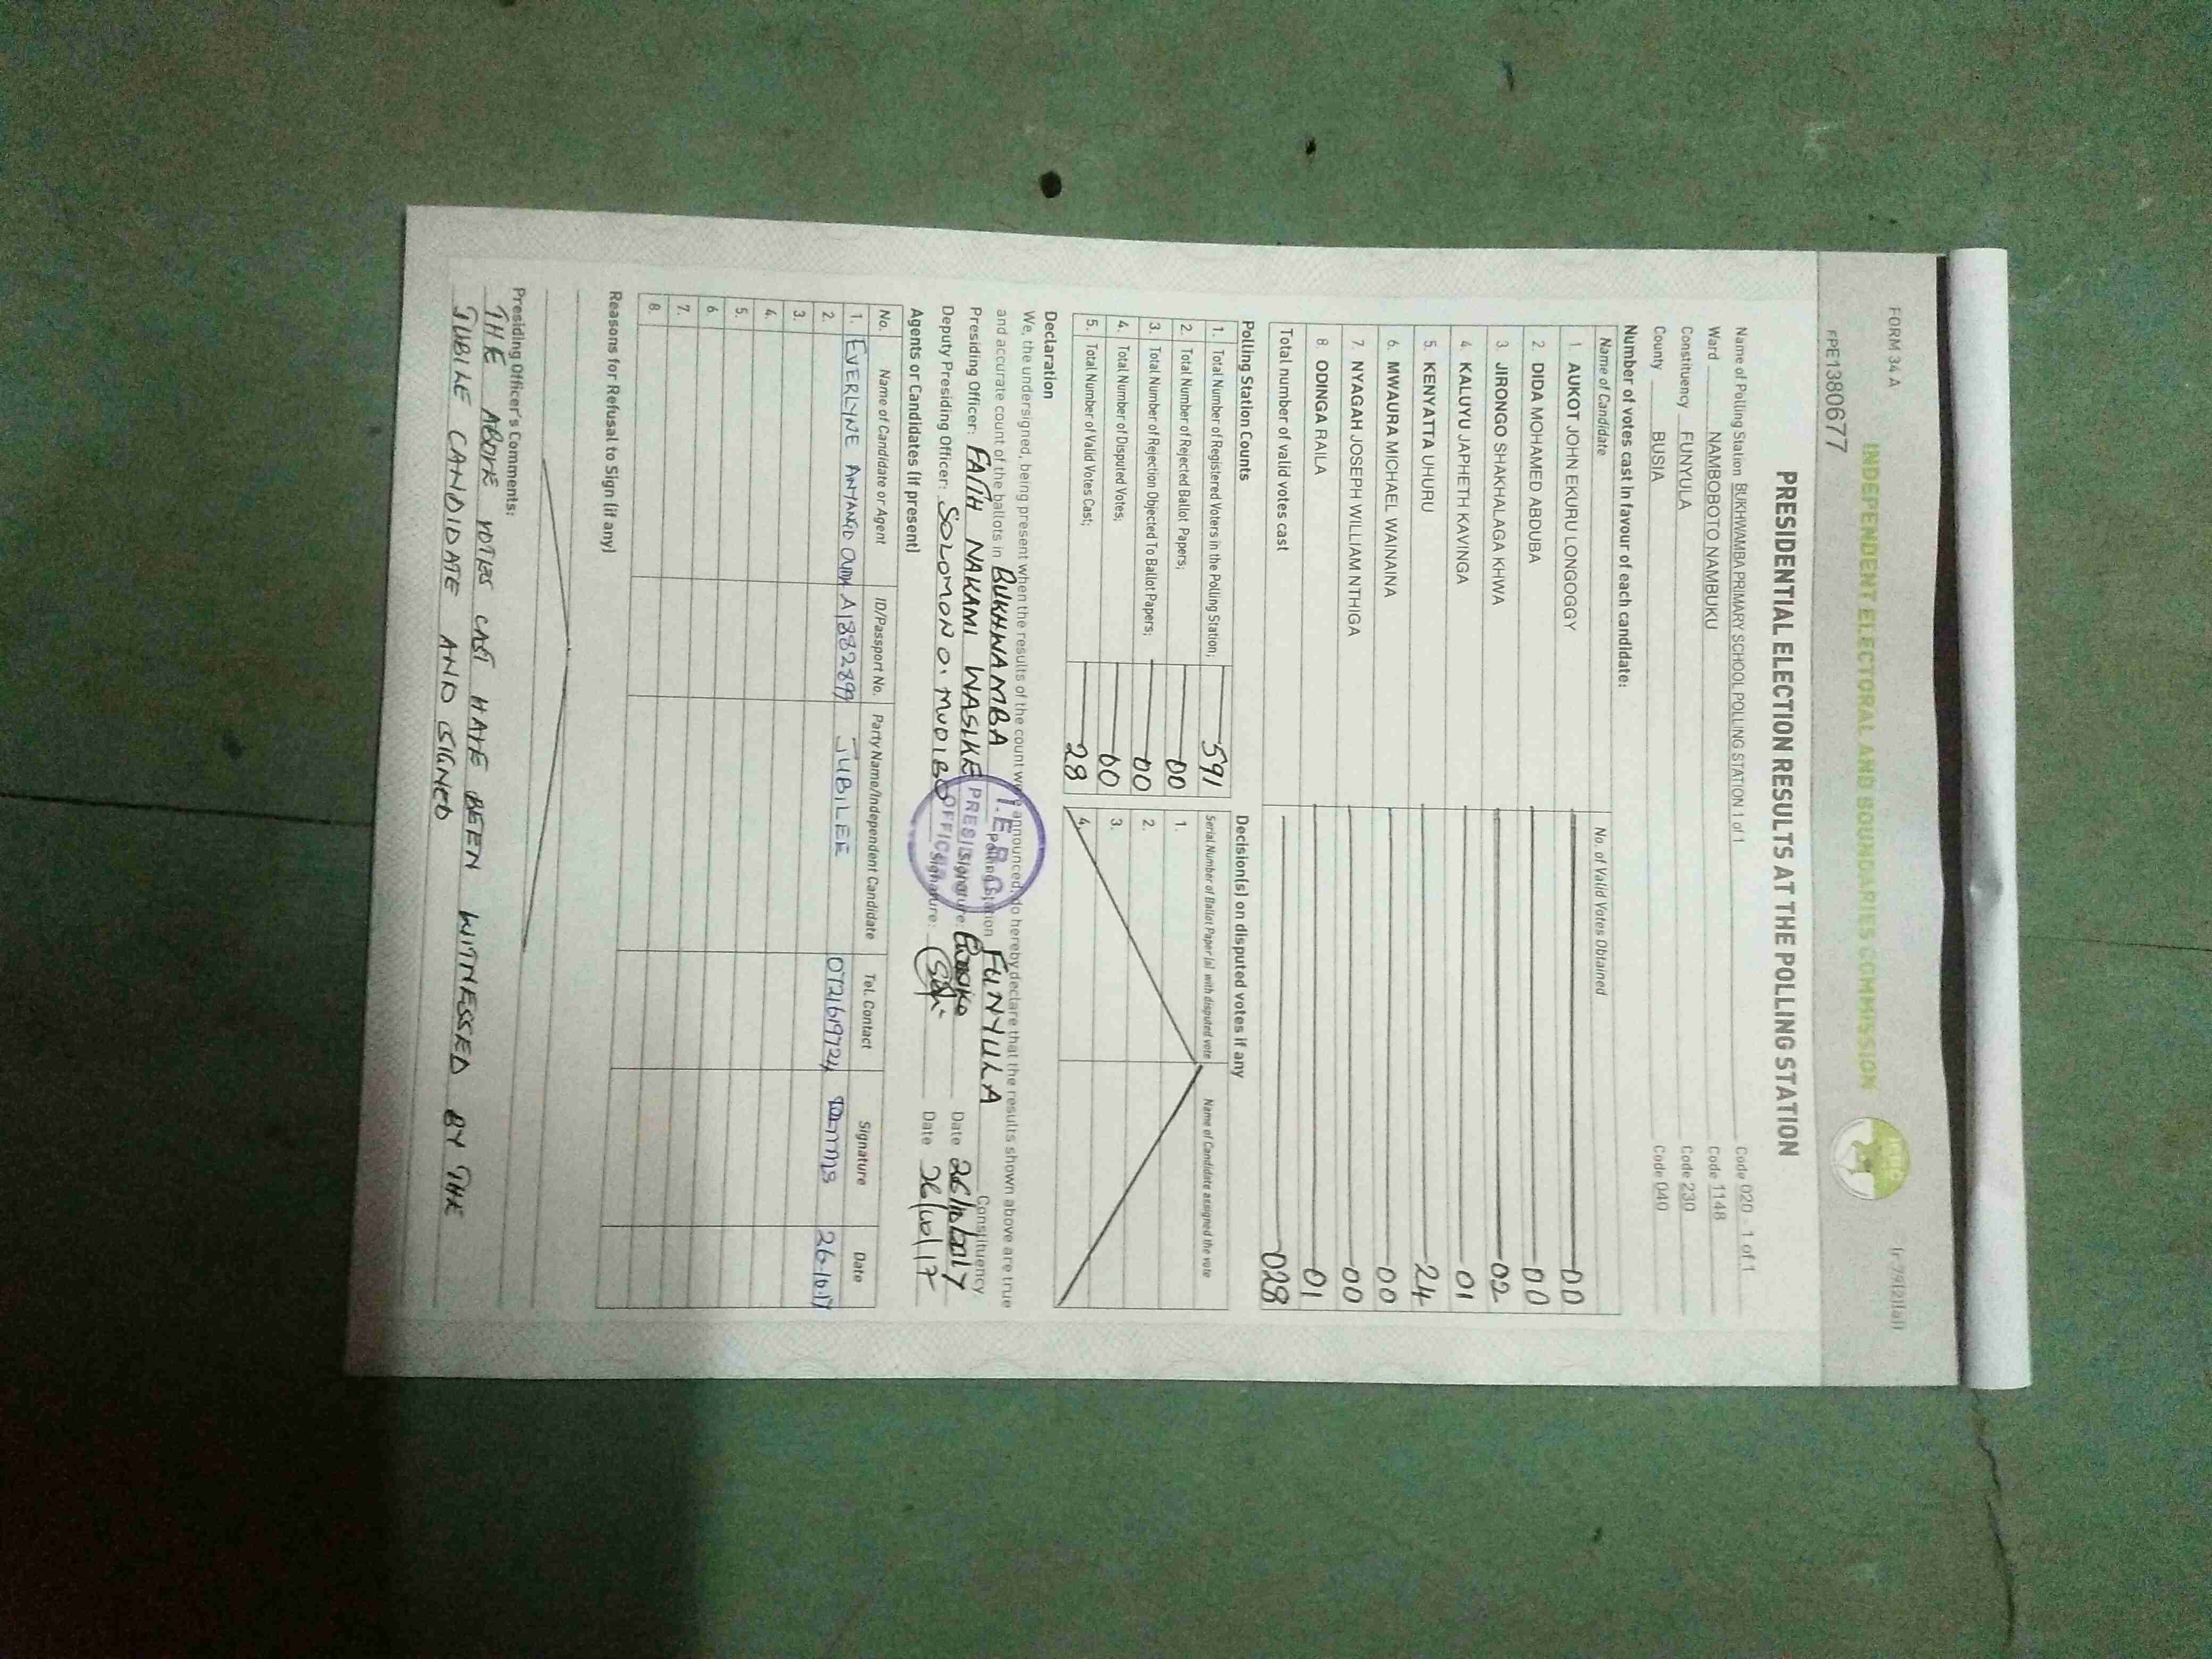 FORM 34 A
r. 79(2)(a)
INDEPENDENT ELECTORAL AND BOUNDARIES COMMISSION
FPE1380677
PRESIDENTIAL ELECTION RESULTS AT THE POLLING STATION
Name of Polling Station BUKHWAMBA PRIMARY SCHOOL POLLING STATION 1 of 1 Code 020 - 1 of 1
Ward NAMBOBOTO NAMBUKU Code 1148
Constituency FUNYULA Code 230
County BUSIA Code 040
Number of votes cast in favour of each candidate:
Name of Candidate No. of Valid Votes Obtained
1 AUKOT JOHN EKURU LONGOGGY 00
2. DIDA MOHAMED ABDUBA 00
3. JIRONGO SHAKHALAGA KHWA 02
4 KALUYU JAPHETH KAVINGA 01
5. KENYATTA UHURU 24
6. MWAURA MICHAEL WAINAINA 00
7. NYAGAH JOSEPH WILLIAM NTHIGA 00
8 ODINGA RAILA 01
Total number of valid votes cast 028
Polling Station Counts Decision(s) on disputed votes if any
1. Total Number of Registered Voters in the Polling Station; 591 Serial Number of Ballot Paper (s) with disputed vote Name of Candidate assigned the vote
2. Total Number of Rejected Ballot Papers; 00 1.
3. Total Number of Rejection Objected To Ballot Papers; 00 2.
4. Total Number of Disputed Votes; 00 3.
5. Total Number of Valid Votes Cast; 28 4.
Declaration
We, the undersigned, being present when the results of the count were announced, do hereby declare that the results shown above are true
and accurate count of the ballots in BUKHWAMBA Polling Station FUNYULA Constituency
Presiding Officer: FAITH NAKAMI WASIKE Signature: Date 26/10/2017
Deputy Presiding Officer: SOLOMON O. MUDIBO Signature: Date 26/10/17
I.E.B.C
PRESIDING
OFFICER
Agents or Candidates (if present)
No. Name of Candidate or Agent ID/Passport No. Party Name/Independent Candidate Tel. Contact Signature Date
1. EVERLYNE OUMA A1882899 JUBILEE 0721619724 26-10-17
2.
3.
4.
5.
6.
7.
8.
Reasons for Refusal to Sign (if any)
Presiding Officer's Comments:
THE ABOVE VOTES CAST HAVE BEEN WITNESSED BY THE
JUBILE CANDIDATE AND SIGNED